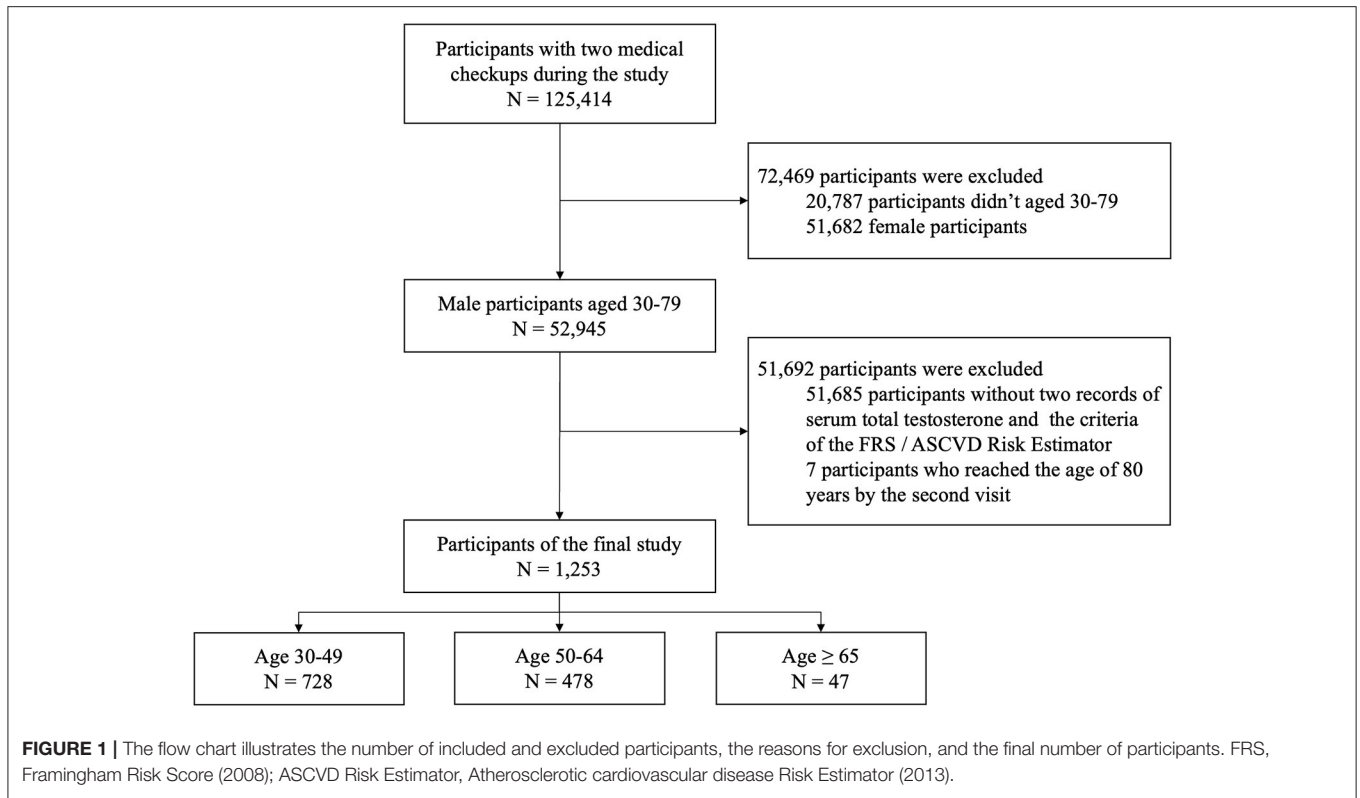 Participants with two medical
checkups during the study
N = 125,414
72,469 participants were excluded
20,787 participants didn't aged 30-79
51,682 female participants
Male participants aged 30-79
N = 52,945
51,692 participants were excluded
51,685 participants without two records of
serum total testosterone and the criteria
of the FRS / ASCVD Risk Estimator
7 participants who reached the age of 80
years by the second visit
Participants of the final study
N = 1,253
Age 30-49
N = 728
Age 50-64
N = 478
Age ≥ 65
N = 47
FIGURE 1 | The flow chart illustrates the number of included and excluded participants, the reasons for exclusion, and the final number of participants. FRS,
Framingham Risk Score (2008); ASCVD Risk Estimator, Atherosclerotic cardiovascular disease Risk Estimator (2013).